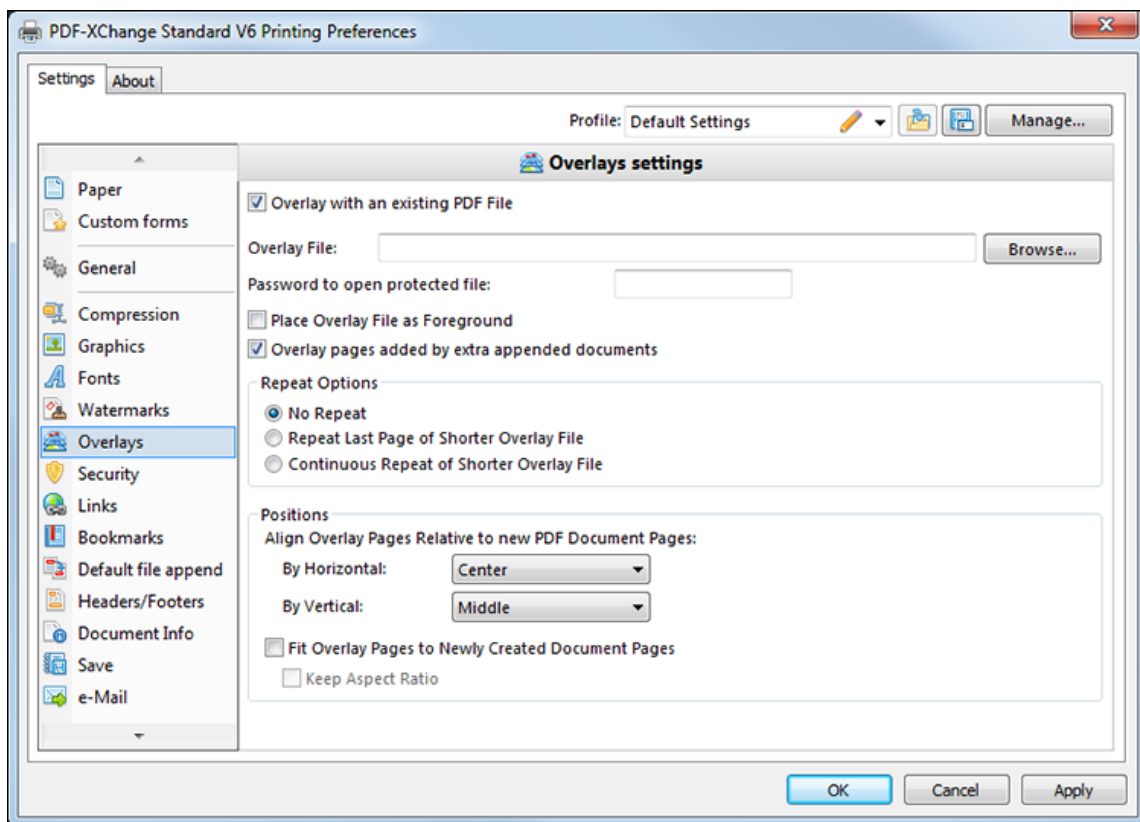 PDF-XChange Standard V6 Printing Preferences
Settings
About
Profile: Default Settings
Manage...
Overlays settings
Paper
Custom forms
General
Compression
Graphics
Fonts
Watermarks
Overlays
Security
Links
Bookmarks
Default file append
Headers/Footers
Document Info
Save
e-Mail
Overlay with an existing PDF File
Overlay File:
Browse...
Password to open protected file:
Place Overlay File as Foreground
Overlay pages added by extra appended documents
Repeat Options
No Repeat
Repeat Last Page of Shorter Overlay File
Continuous Repeat of Shorter Overlay File
Positions
Align Overlay Pages Relative to new PDF Document Pages:
By Horizontal: Center
By Vertical: Middle
Fit Overlay Pages to Newly Created Document Pages
Keep Aspect Ratio
OK
Cancel
Apply